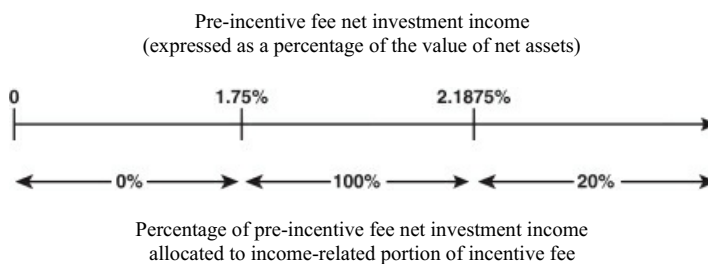 Pre-incentive fee net investment income
(expressed as a percentage of the value of net assets)
0 1.75% 2.1875%
0% 100% 20%
Percentage of pre-incentive fee net investment income
allocated to income-related portion of incentive fee